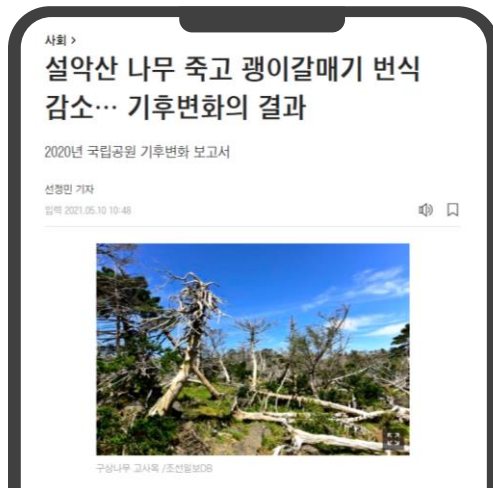 사회 >
설악산 나무 죽고 괭이갈매기 번식
감소… 기후변화의 결과
2020년 국립공원 기후변화 보고서
선정민 기자
입력 2021.05.10 10:48
구상나무 고사목 /조선일보DB